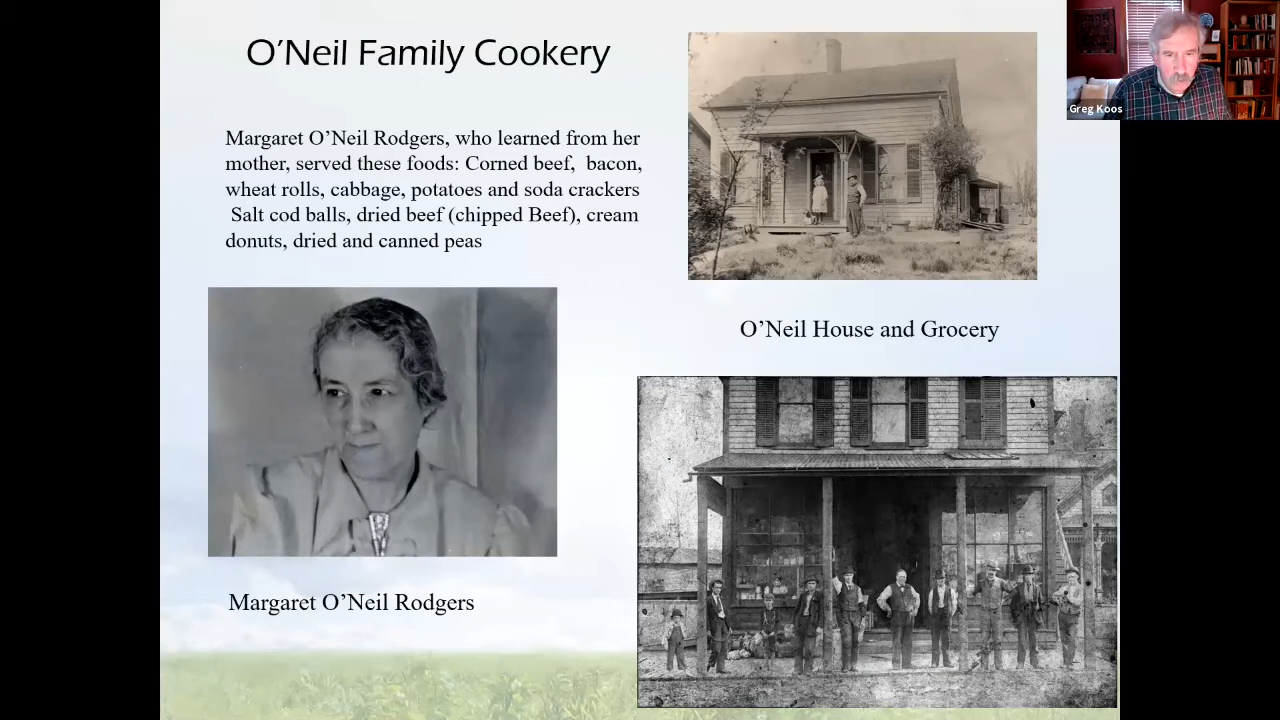 O'Neil Family Cookery
Greg Koos
Margaret O'Neil Rodgers, who learned from her
mother, served these foods: Corned beef,  bacon,
wheat rolls, cabbage, potatoes and soda crackers
Salt cod balls, dried beef (chipped Beef), cream
donuts, dried and canned peas
O'Neil House and Grocery
Margaret O'Neil Rodgers